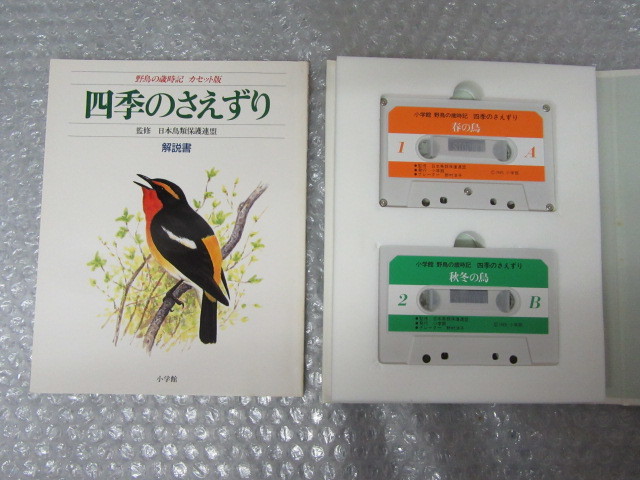 野鳥の歳時記 カセット版
四季のさえずり
監修 日本鳥類保護連盟
解説書
小学館
小学館 野鳥の歳時記 四季のさえずり
春の鳥
1 A
小学館 野鳥の歳時記 四季のさえずり
秋冬の鳥
2 B